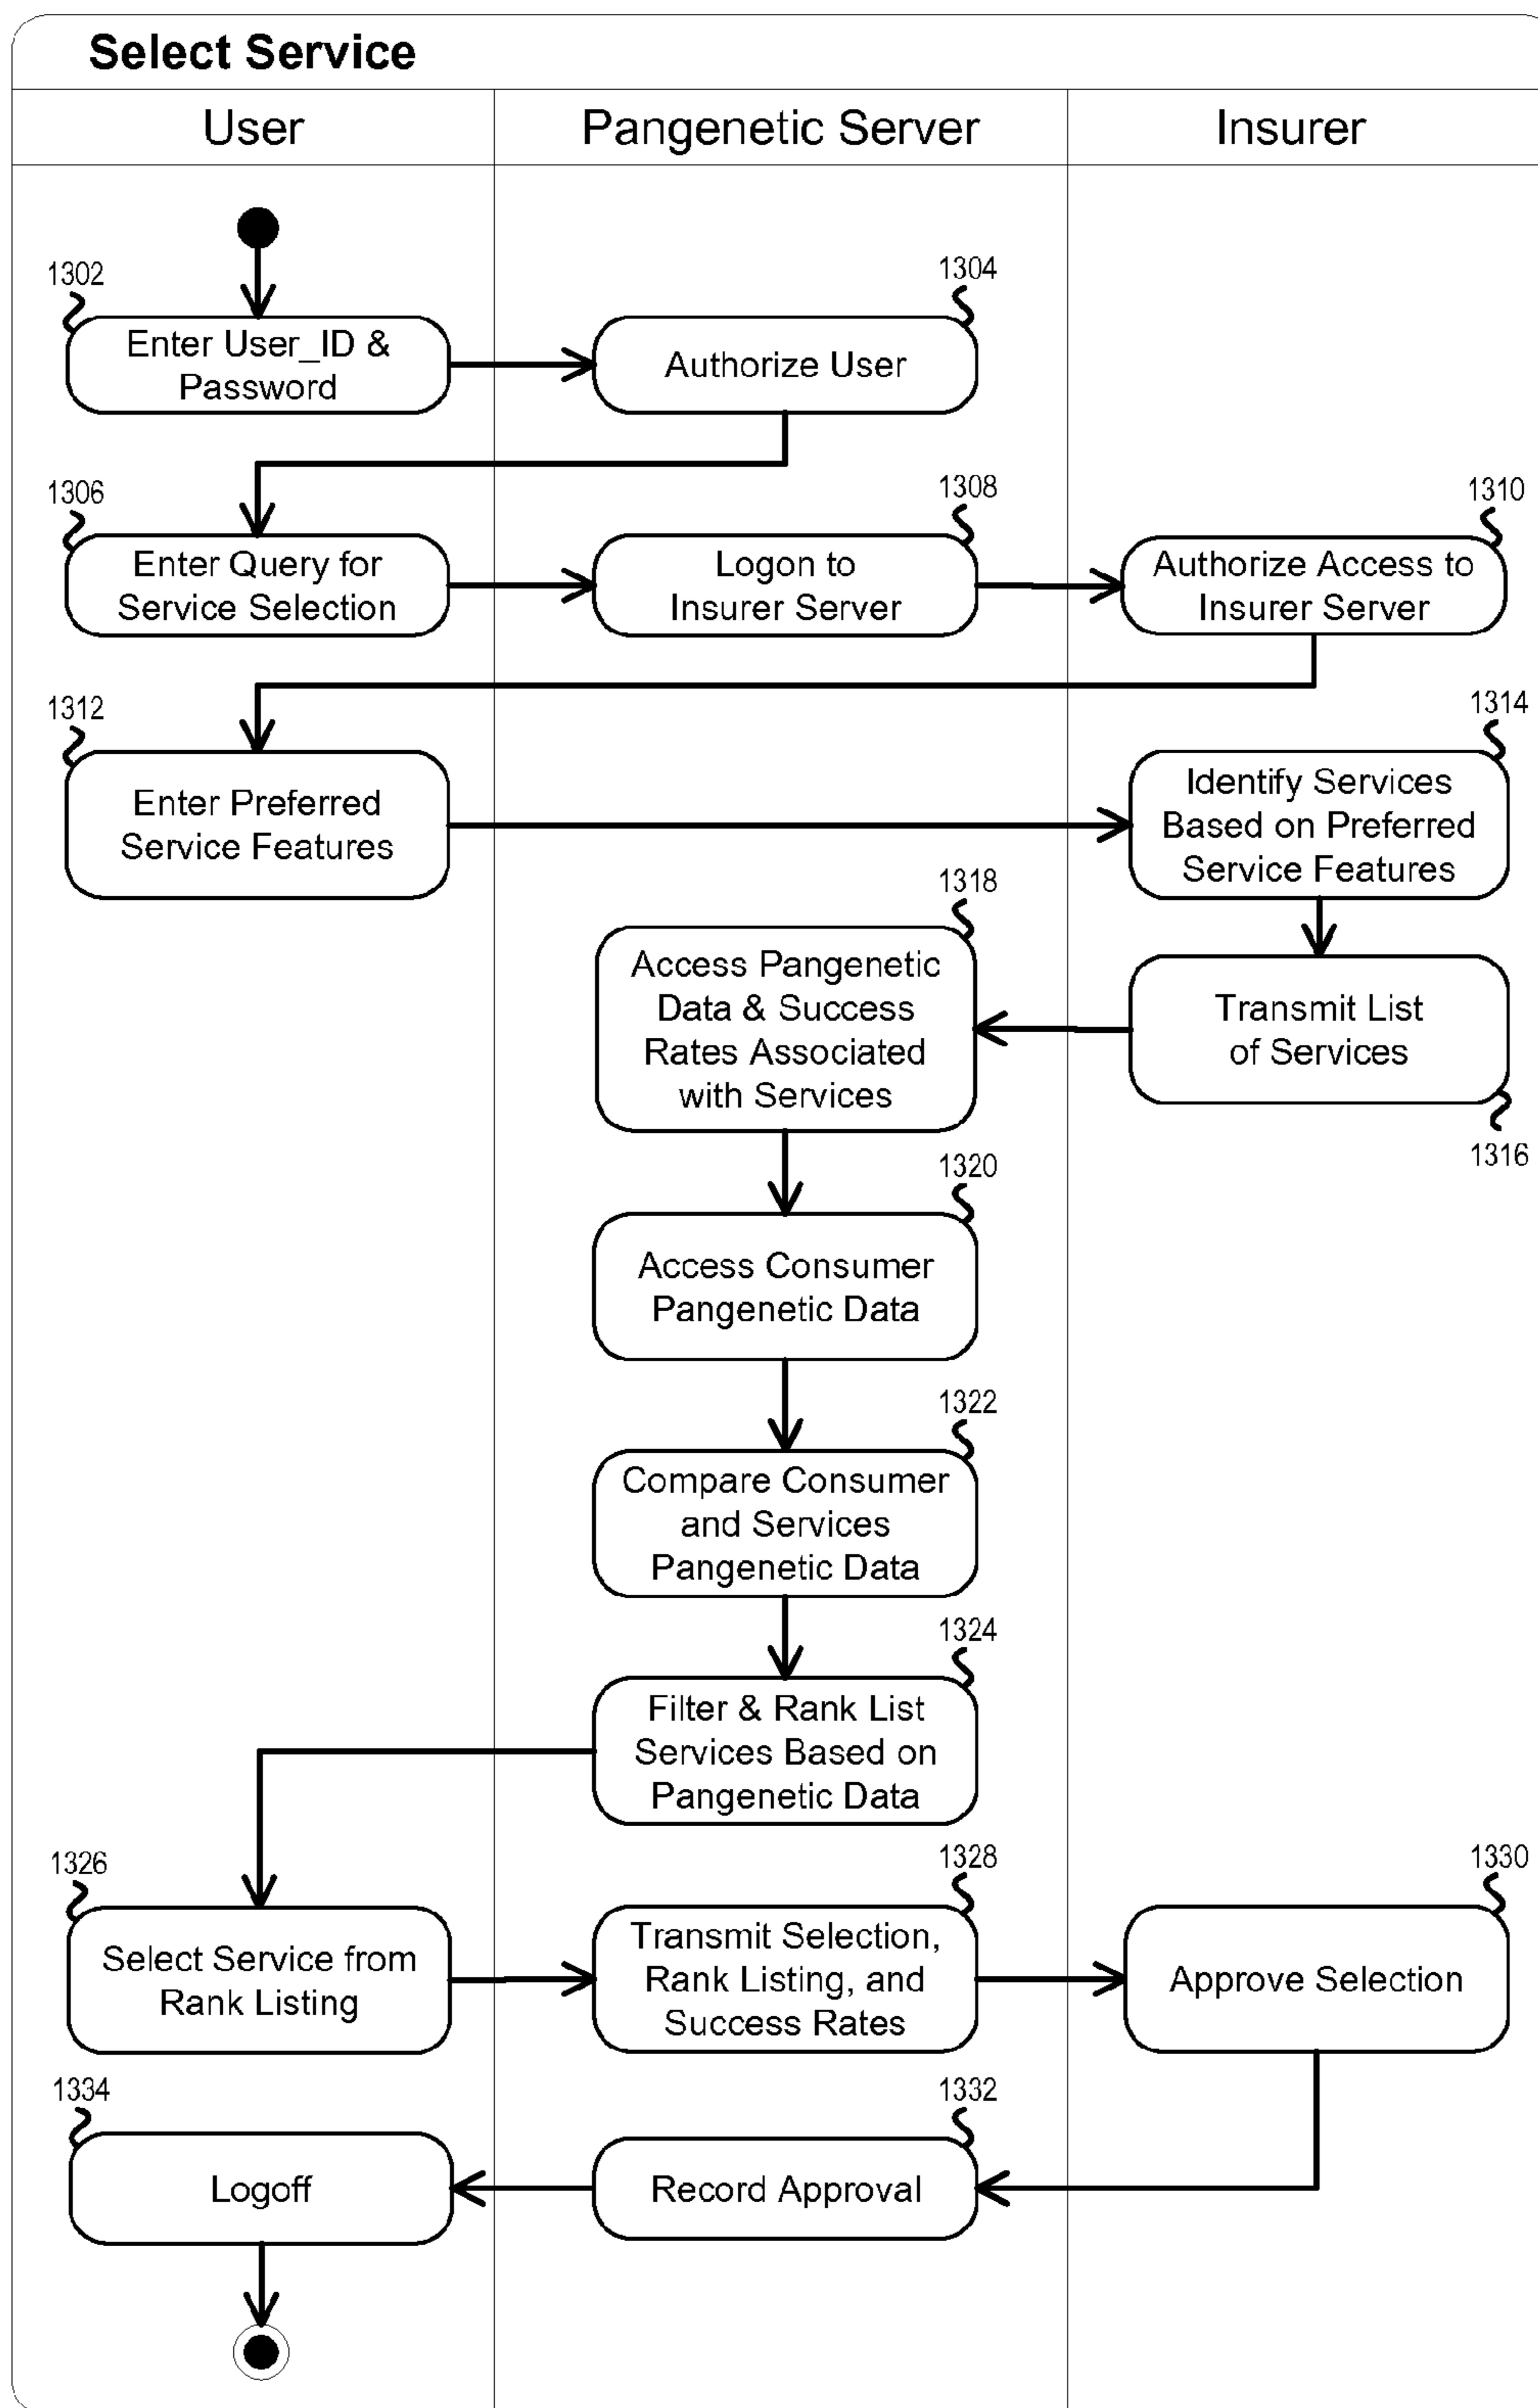 Select Service
User
Pangenetic Server
Insurer
1302
Enter User_ID &
Password
1304
Authorize User
1306
Enter Query for
Service Selection
1308
Logon to
Insurer Server
1310
Authorize Access to
Insurer Server
1312
Enter Preferred
Service Features
1314
Identify Services
Based on Preferred
Service Features
1316
Transmit List
of Services
1318
Access Pangenetic
Data & Success
Rates Associated
with Services
1320
Access Consumer
Pangenetic Data
1322
Compare Consumer
and Services
Pangenetic Data
1324
Filter & Rank List
Services Based on
Pangenetic Data
1326
Select Service from
Rank Listing
1328
Transmit Selection,
Rank Listing, and
Success Rates
1330
Approve Selection
1332
Record Approval
1334
Logoff